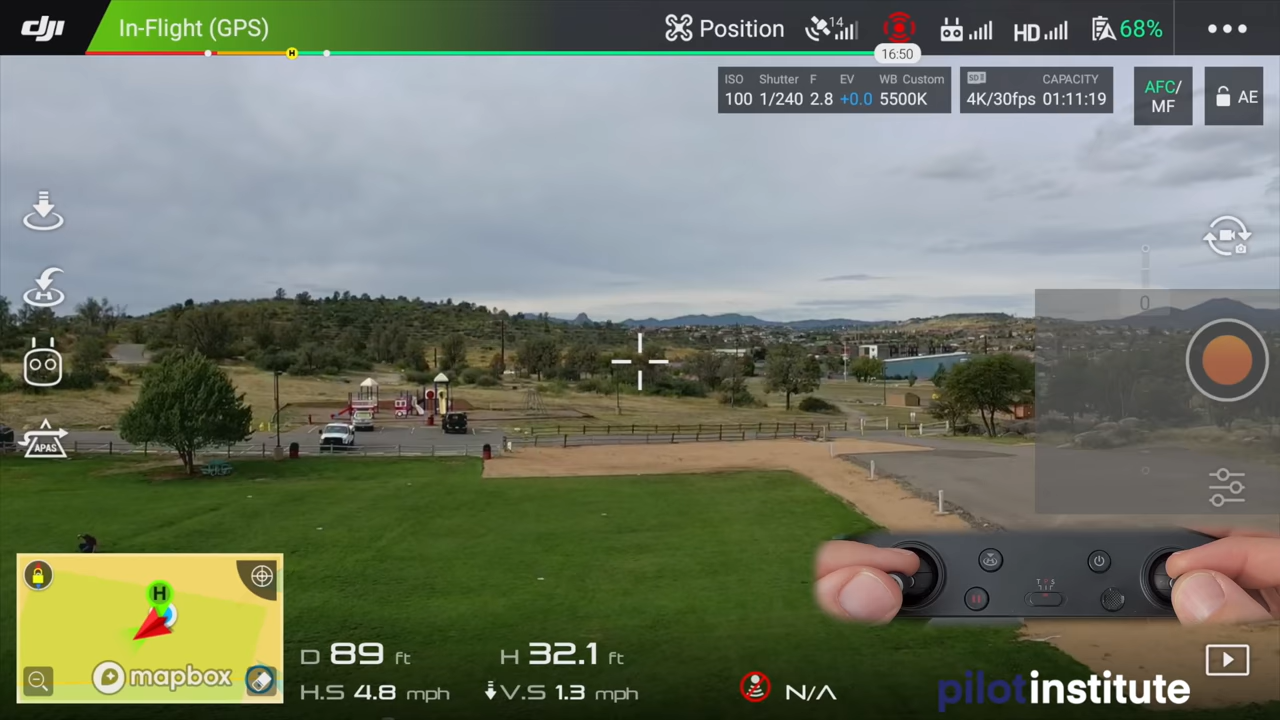 dji
In-Flight (GPS)
Position
14
HD
68%
H
16:50
ISO Shutter F EV WB Custom
100 1/240 2.8 +0.0 5500K
CAPACITY
4K/30fps 01:11:19
AFC/
MF
AE
H
0
APAS
H
mapbox
D 89 ft
H 32.1 ft
H.S 4.8 mph
V.S 1.3 mph
N/A
T P S
pilotinstitute